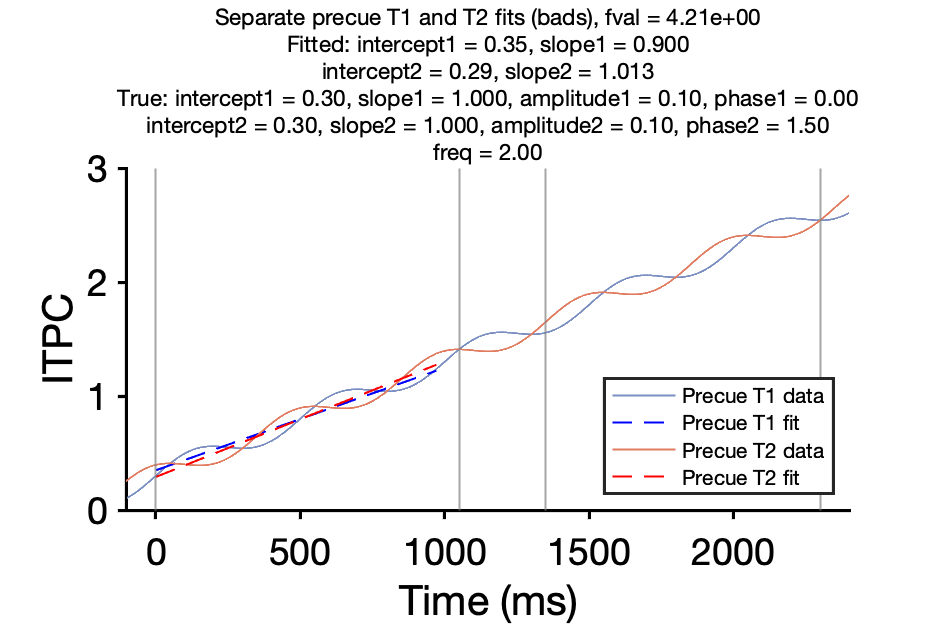 Separate precue T1 and T2 fits (bads), fval = 4.21e+00
Fitted: intercept1 = 0.35, slope1 = 0.900
intercept2 = 0.29, slope2 = 1.013
True: intercept1 = 0.30, slope1 = 1.000, amplitude1 = 0.10, phase1 = 0.00
intercept2 = 0.30, slope2 = 1.000, amplitude2 = 0.10, phase2 = 1.50
freq = 2.00
3
2
1
0
ITPC
Precue T1 data
Precue T1 fit
Precue T2 data
Precue T2 fit
0 500 1000 1500 2000
Time (ms)